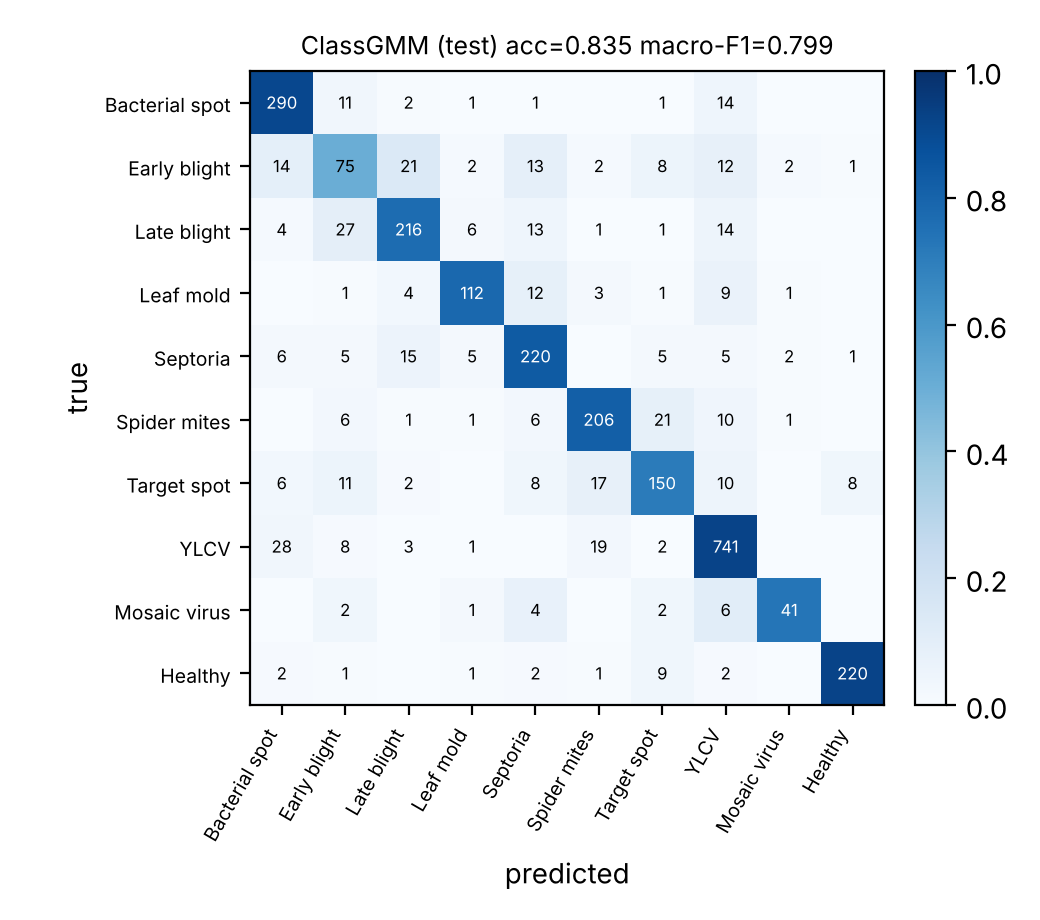 ClassGMM (test) acc=0.835 macro-F1=0.799
Bacterial spot 290 11 2 1 1 1 14
Early blight 14 75 21 2 13 2 8 12 2 1
Late blight 4 27 216 6 13 1 1 14
Leaf mold 1 4 112 12 3 1 9 1
Septoria 6 5 15 5 220 5 5 2 1
Spider mites 6 1 1 6 206 21 10 1
Target spot 6 11 2 8 17 150 10 8
YLCV 28 8 3 1 19 2 741
Mosaic virus 2 1 4 2 6 41
Healthy 2 1 1 2 1 9 2 220
true
Bacterial spot
Early blight
Late blight
Leaf mold
Septoria
Spider mites
Target spot
YLCV
Mosaic virus
Healthy
predicted
1.0
0.8
0.6
0.4
0.2
0.0